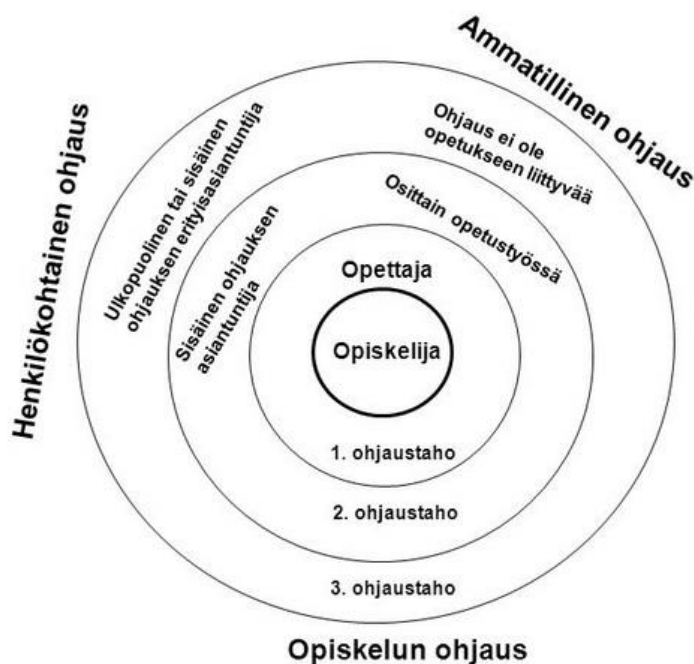 Ammatillinen ohjaus
Henkilökohtainen ohjaus
Ulkopuolinen tai sisäinen
ohjauksen erityisasiantuntija
Ohjaus ei ole
opetukseen liittyvää
Sisäinen ohjauksen
asiantuntija
Osittain opetustyössä
Opettaja
Opiskelija
1. ohjaustaho
2. ohjaustaho
3. ohjaustaho
Opiskelun ohjaus